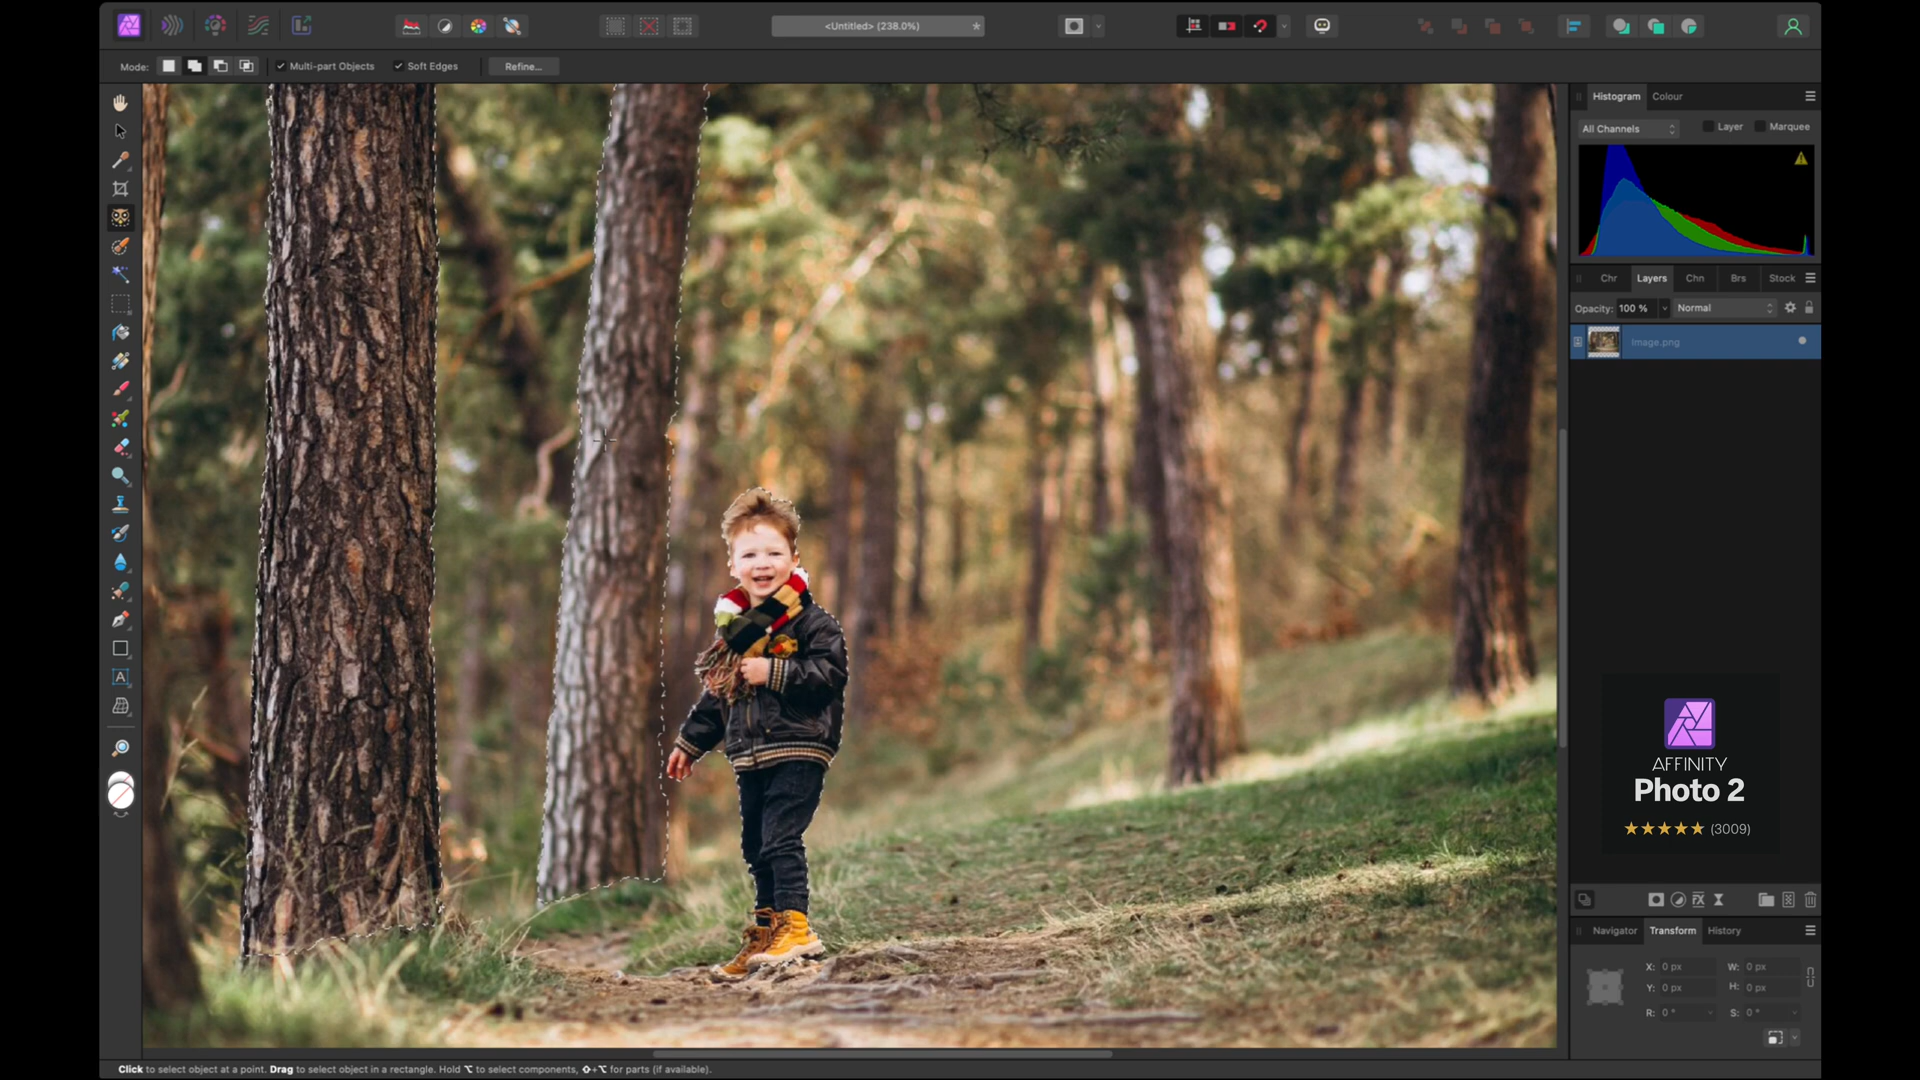 <Untitled> (238.0%)
*
Mode:
Multi-part Objects
Soft Edges
Refine...
Histogram
Colour
All Channels
Layer
Marquee
Chr
Layers
Chn
Brs
Stock
Opacity: 100 %
Normal
Image.png
AFFINITY
Photo 2
★★★★★ (3009)
Navigator
Transform
History
X: 0 px
W: 0 px
Y: 0 px
H: 0 px
R: 0 °
S: 0 °
A
Click to select object at a point. Drag to select object in a rectangle. Hold ⌥ to select components, ⇧+⌥ for parts (if available).